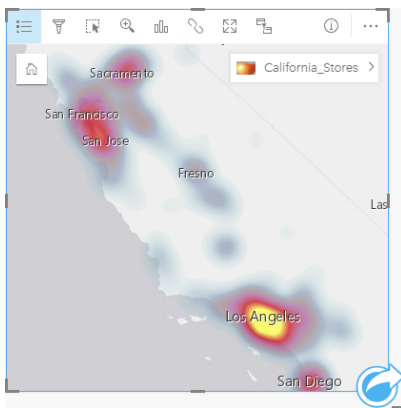 California_Stores
Sacramento
San Francisco
San Jose
Fresno
Las
Los Angeles
San Diego